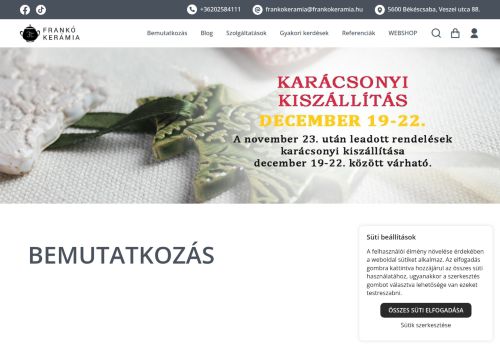 +36202584111
frankokeramia@frankokeramia.hu
5600 Békéscsaba, Veszei utca 88.
FRANKÓ
KERÁMIA
Bemutatkozás
Blog
Szolgáltatások
Gyakori kérdések
Referenciák
WEBSHOP
KARÁCSONYI
KISZÁLLÍTÁS
DECEMBER 19-22.
A november 23. után leadott rendelések
karácsonyi kiszállítása
december 19-22. között várható.
BEMUTATKOZÁS
Süti beállítások
A felhasználói élmény növelése érdekében
a weboldal sütiket alkalmaz. Az elfogadás
gombra kattintva hozzájárul az összes süti
használatához, ugyanakkor a szerkesztés
gombot választva lehetősége van ezeket
testreszabni.
ÖSSZES SÜTI ELFOGADÁSA
Sütik szerkesztése